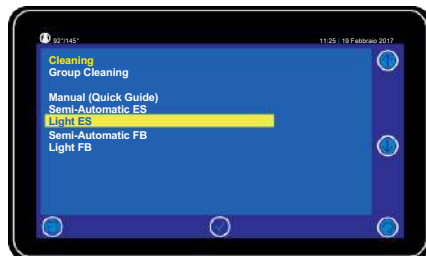 92°/145°
11:25 | 19 Febbraio 2017
Cleaning
Group Cleaning
Manual (Quick Guide)
Semi-Automatic ES
Light ES
Semi-Automatic FB
Light FB